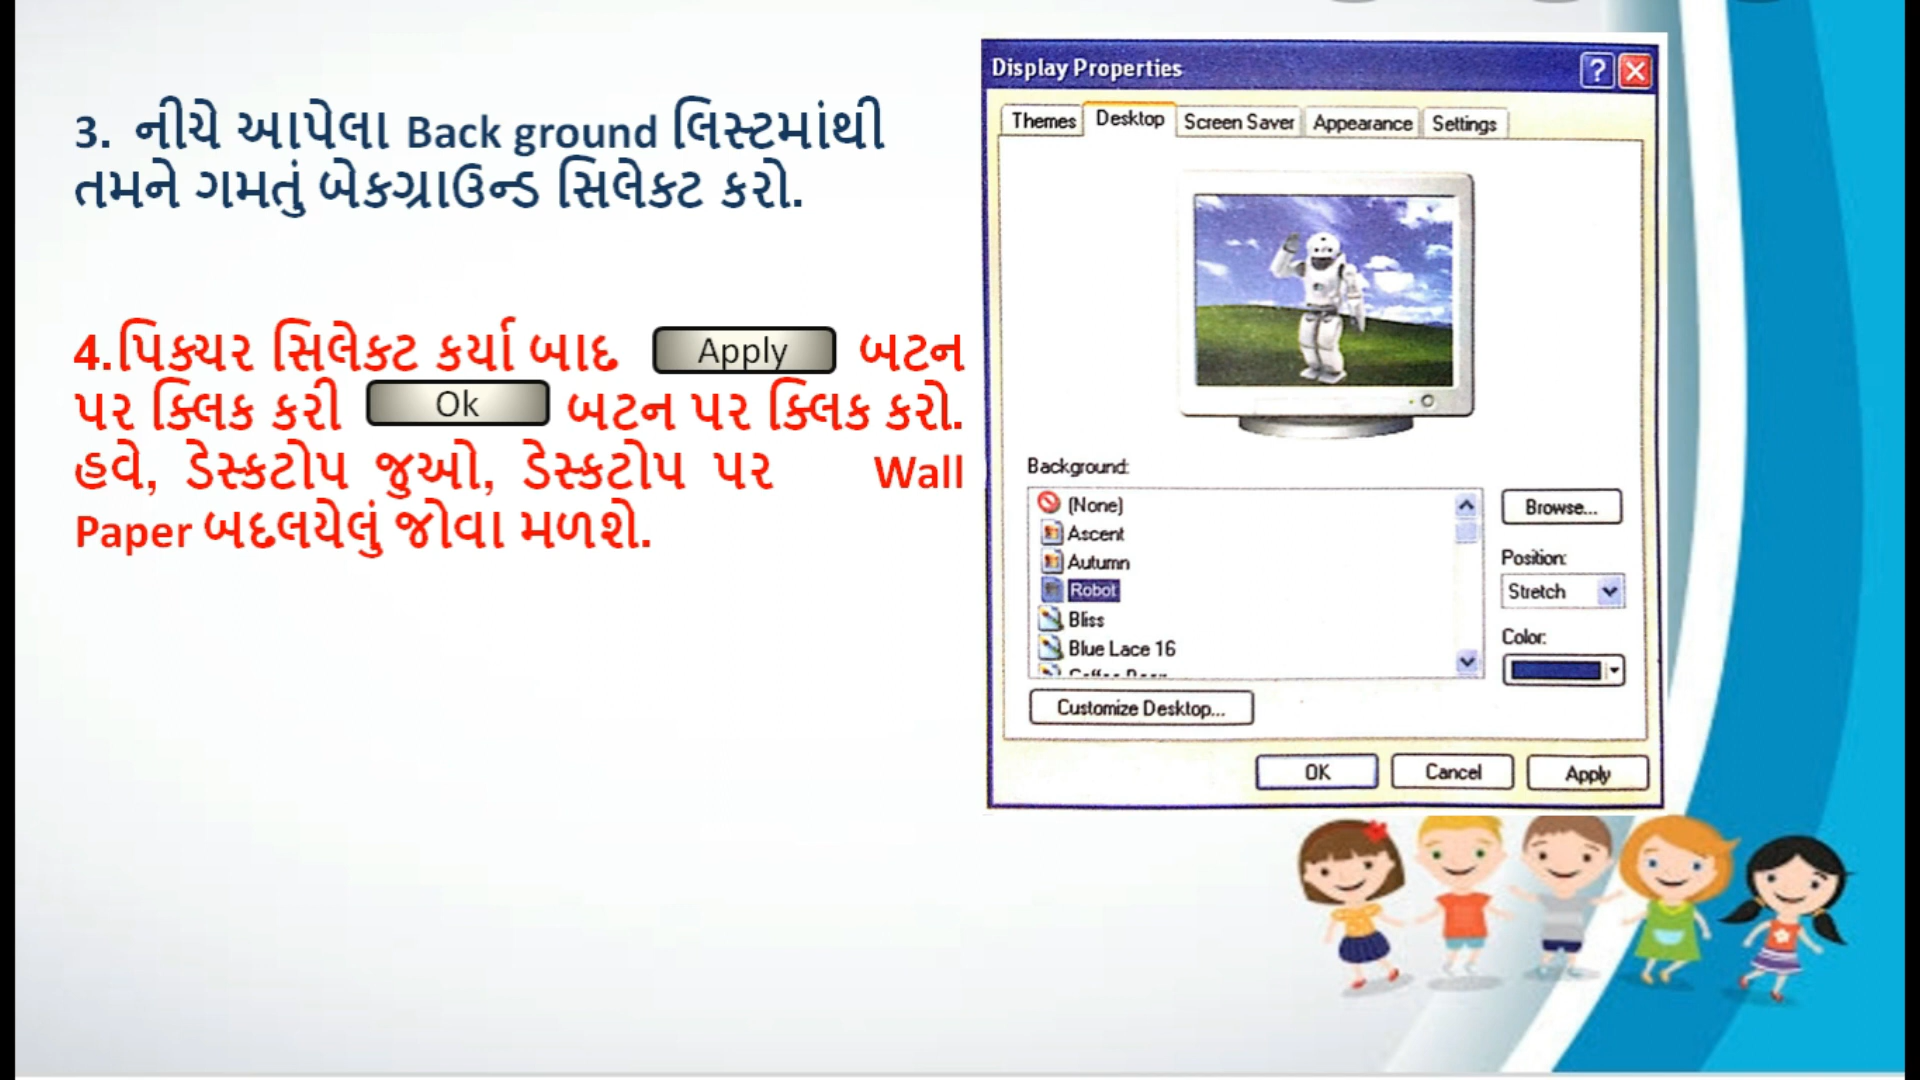 3. નીચે આપેલા Back ground લિસ્ટમાંથી
તમને ગમતું બેકગ્રાઉન્ડ સિલેક્ટ કરો.
4.પિક્ચર સિલેક્ટ કર્યા બાદ Apply બટન
પર ક્લિક કરી Ok બટન પર ક્લિક કરો.
હવે, ડેસ્કટોપ જુઓ, ડેસ્કટોપ પર Wall
Paper બદલયેલું જોવા મળશે.
Display Properties
Themes Desktop Screen Saver Appearance Settings
Background:
(None)
Ascent
Autumn
Robot
Bliss
Blue Lace 16
Browse...
Position:
Stretch
Color:
Customize Desktop...
OK Cancel Apply